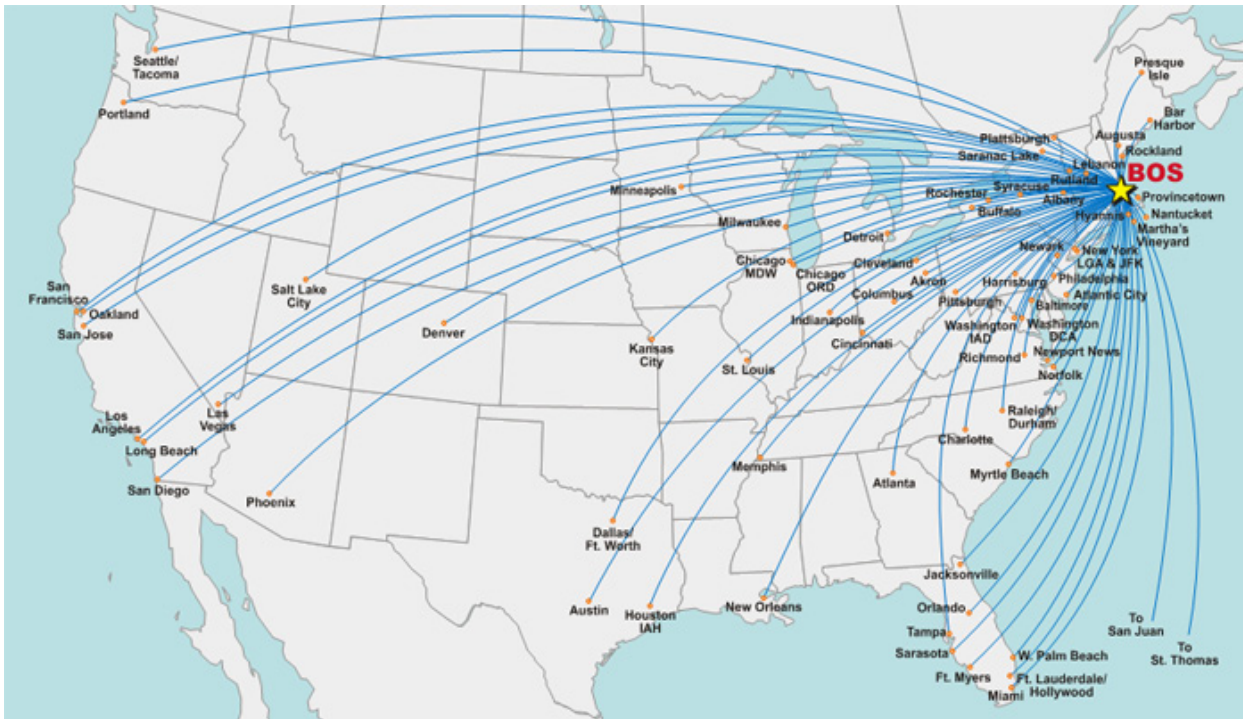 Seattle/
Tacoma
Portland
Presque
Isle
Bar
Harbor
Augusta
Rockland
Plattsburgh
Saranac Lake
Lebanon
Rutland
BOS
Minneapolis
Rochester
Syracuse
Albany
Buffalo
Provincetown
Hyannis
Nantucket
Martha's
Vineyard
Milwaukee
Detroit
Newark
New York
LGA & JFK
Chicago
MDW
Chicago
ORD
Cleveland
Akron
Harrisburg
Philadelphia
Salt Lake
City
San
Francisco
Oakland
San Jose
Columbus
Pittsburgh
Atlantic City
Baltimore
Denver
Indianapolis
Washington
IAD
Washington
DCA
Kansas
City
Cincinnati
Richmond
Newport News
St. Louis
Norfolk
Los
Angeles
Las
Vegas
Long Beach
Raleigh/
Durham
Charlotte
San Diego
Phoenix
Memphis
Myrtle Beach
Atlanta
Dallas/
Ft. Worth
Jacksonville
Austin
Houston
IAH
New Orleans
Orlando
To
San Juan
Tampa
Sarasota
W. Palm Beach
To
St. Thomas
Ft. Myers
Ft. Lauderdale/
Hollywood
Miami